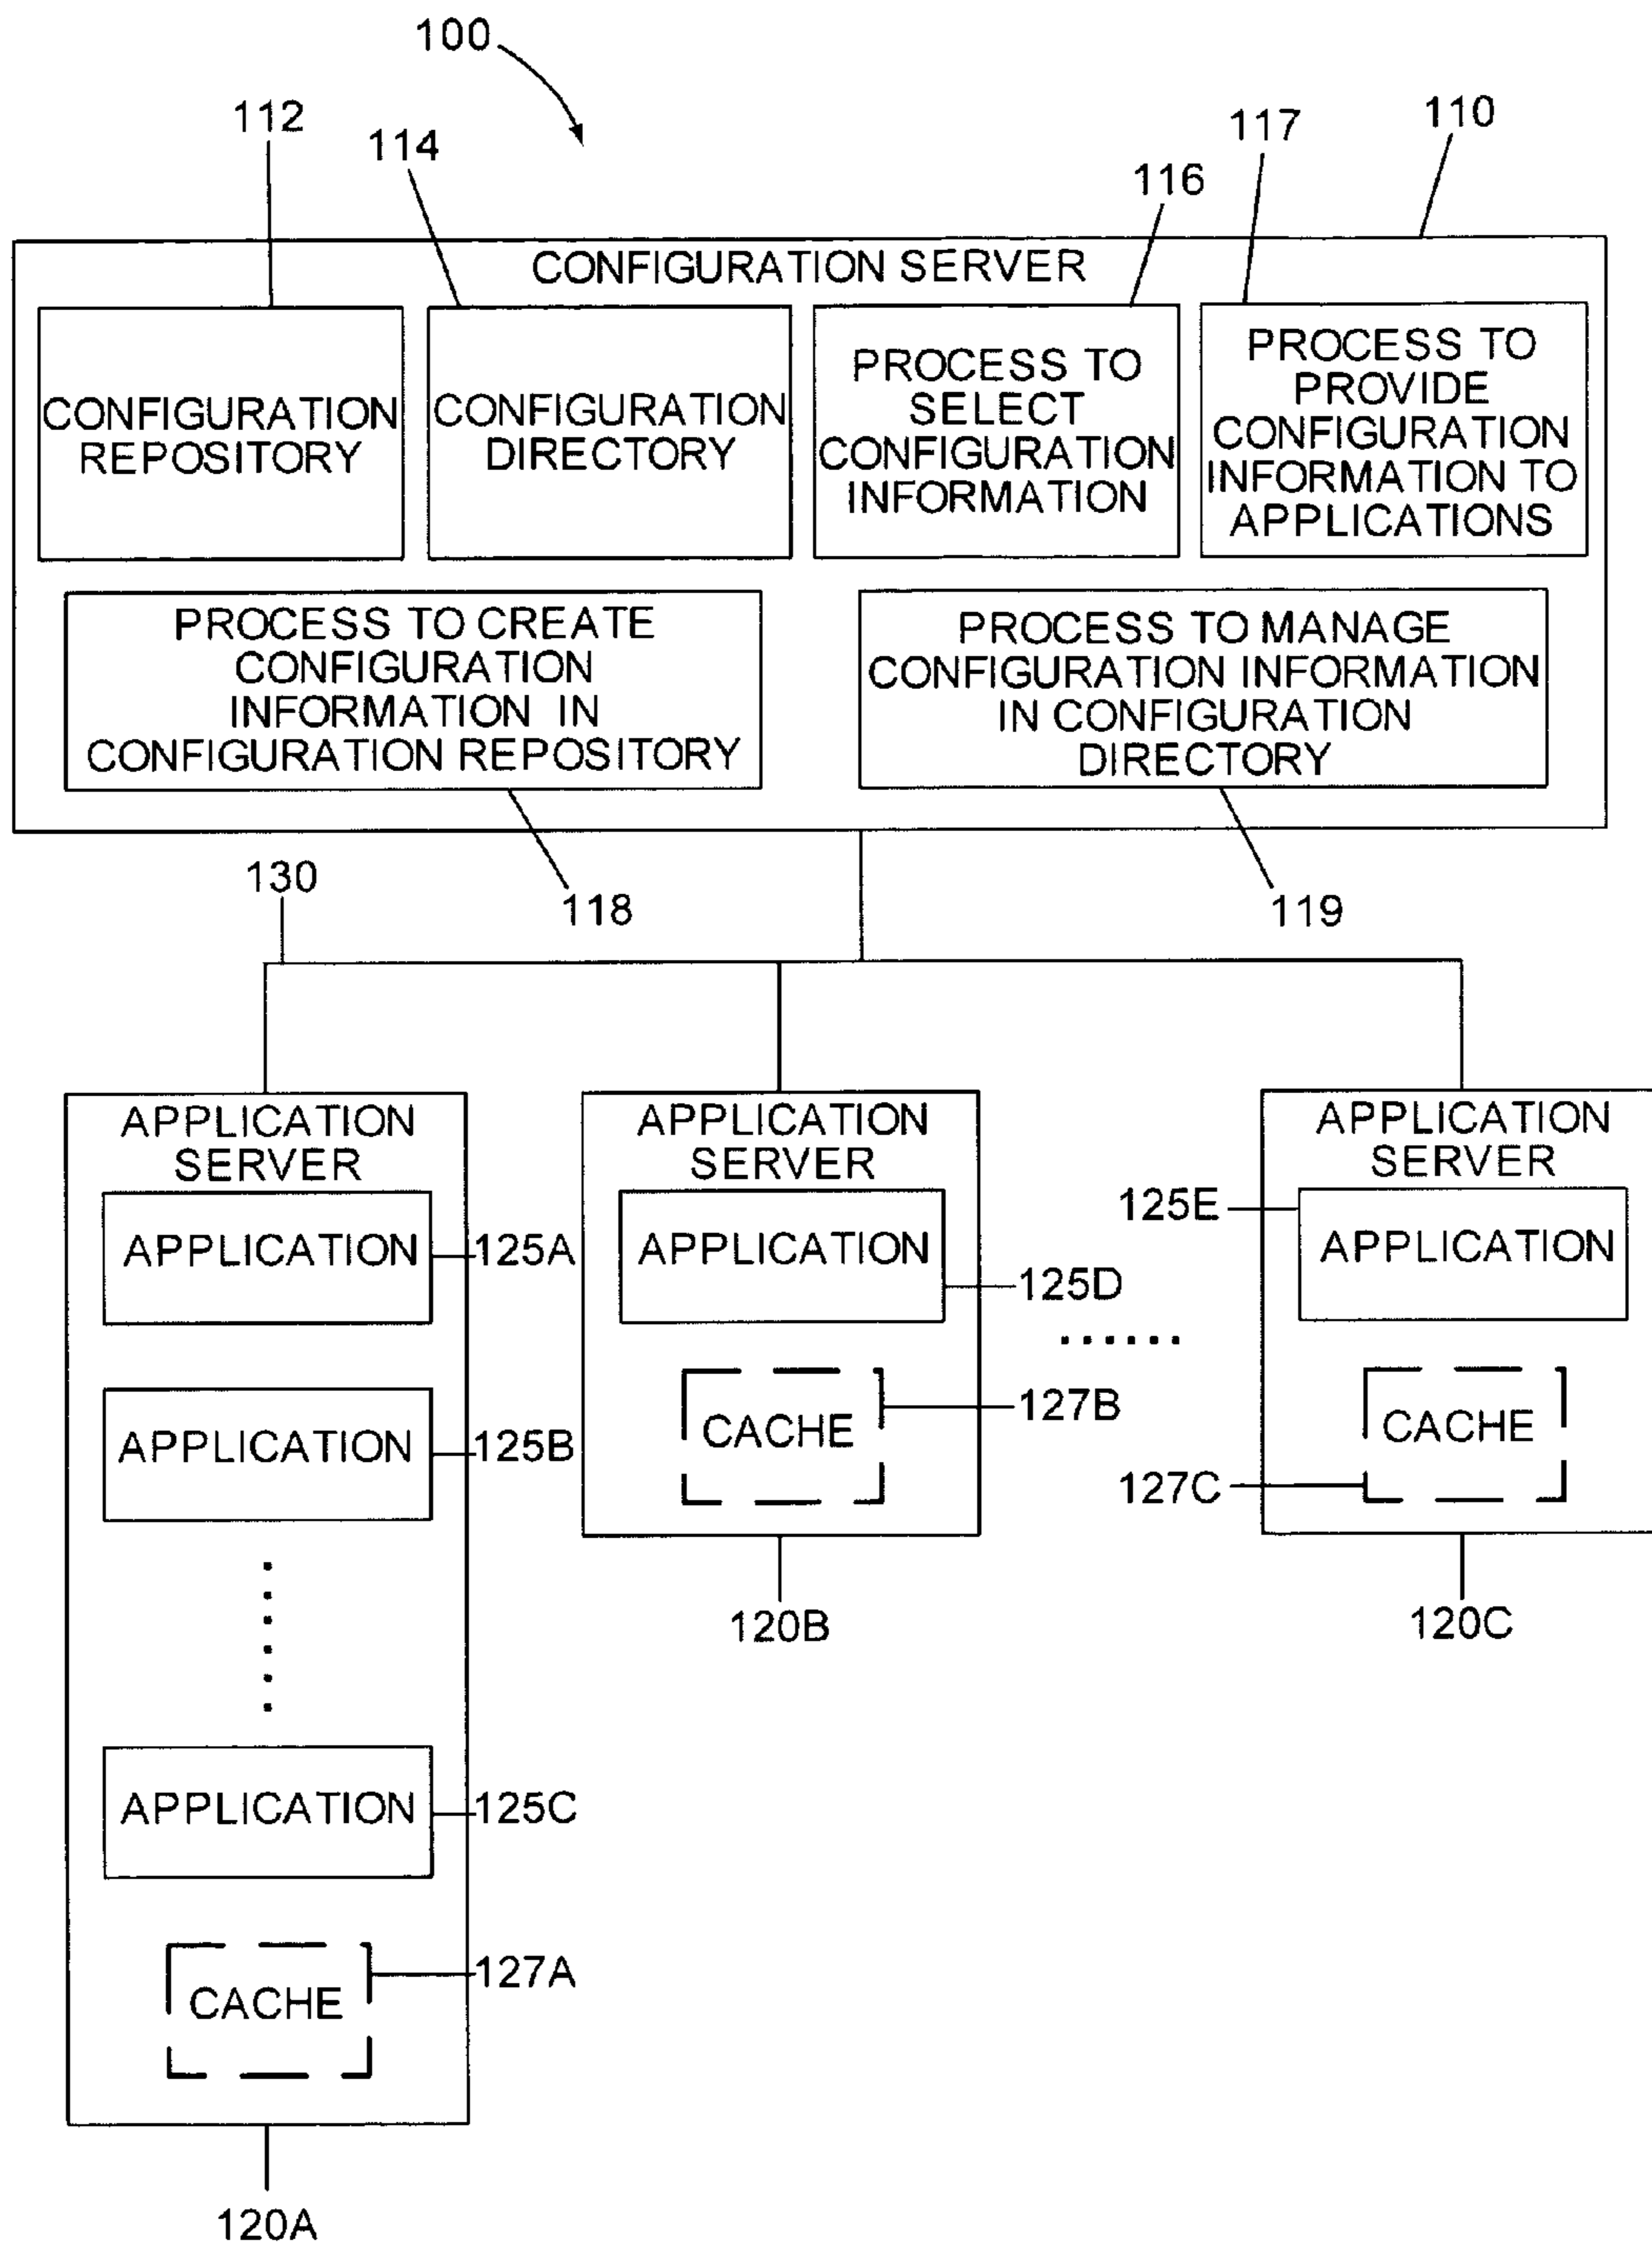 100
112
114
116
117
110
CONFIGURATION SERVER
CONFIGURATION
REPOSITORY
CONFIGURATION
DIRECTORY
PROCESS TO
SELECT
CONFIGURATION
INFORMATION
PROCESS TO
PROVIDE
CONFIGURATION
INFORMATION TO
APPLICATIONS
PROCESS TO CREATE
CONFIGURATION
INFORMATION IN
CONFIGURATION REPOSITORY
PROCESS TO MANAGE
CONFIGURATION INFORMATION
IN CONFIGURATION
DIRECTORY
130
118
119
APPLICATION
SERVER
APPLICATION
125A
APPLICATION
125B
APPLICATION
125C
CACHE
127A
120A
APPLICATION
SERVER
APPLICATION
125D
CACHE
127B
120B
APPLICATION
SERVER
125E
APPLICATION
CACHE
127C
120C